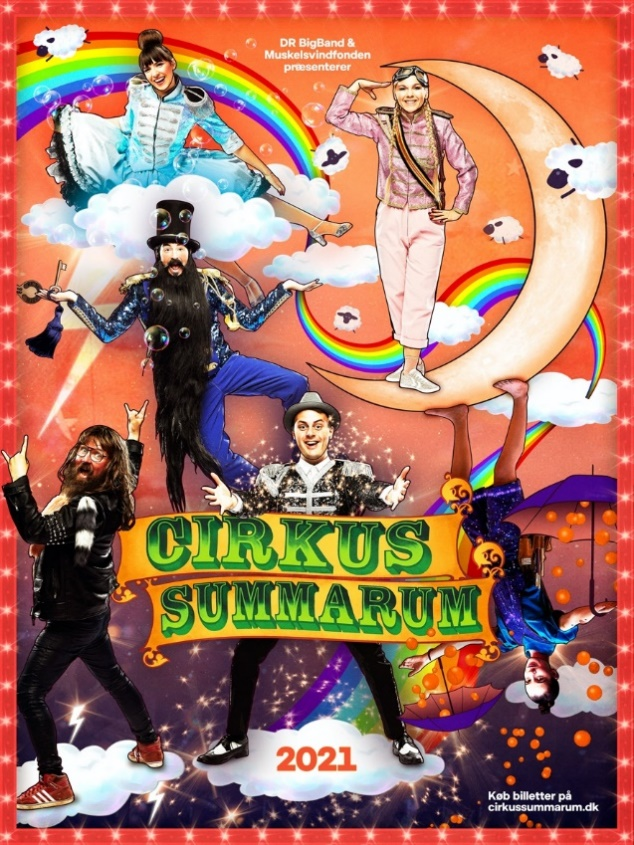 DR BigBand &
Muskelsvindfonden
præsenterer
CIRKUS
SUMMARUM
2021
Køb billetter på
cirkussummarum.dk